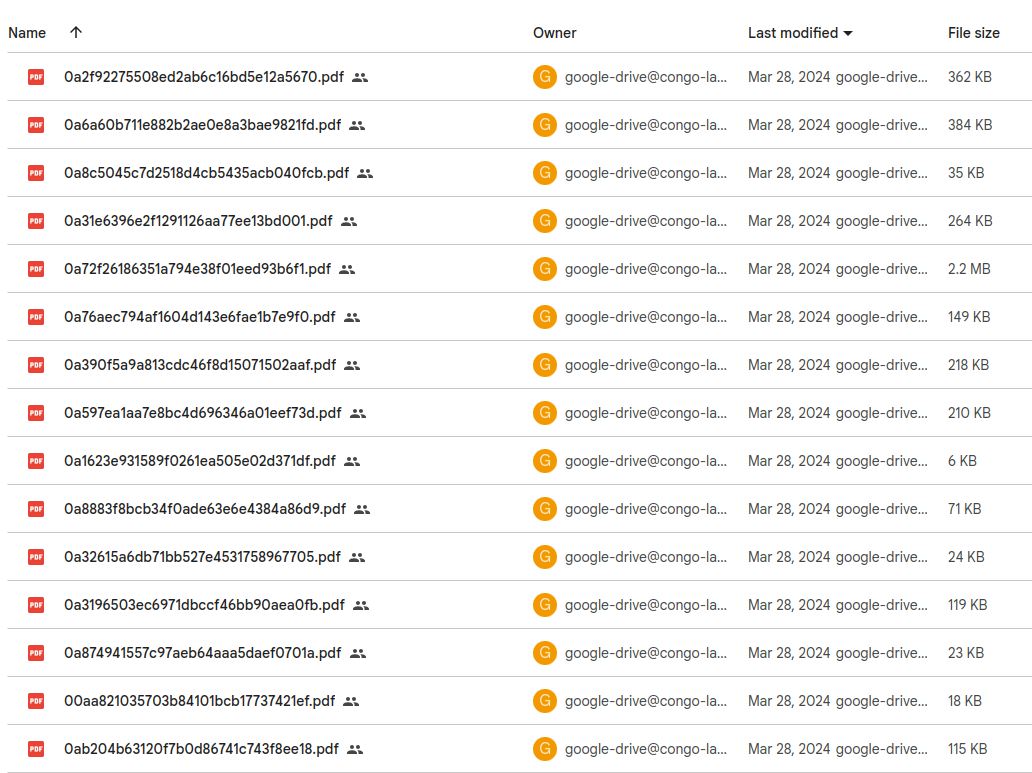 Name Owner Last modified File size
PDF 0a2f92275508ed2ab6c16bd5e12a5670.pdf G google-drive@congo-la... Mar 28, 2024 google-drive... 362 KB
PDF 0a6a60b711e882b2ae0e8a3bae9821fd.pdf G google-drive@congo-la... Mar 28, 2024 google-drive... 384 KB
PDF 0a8c5045c7d2518d4cb5435acb040fcb.pdf G google-drive@congo-la... Mar 28, 2024 google-drive... 35 KB
PDF 0a31e6396e2f1291126aa77ee13bd001.pdf G google-drive@congo-la... Mar 28, 2024 google-drive... 264 KB
PDF 0a72f26186351a794e38f01eed93b6f1.pdf G google-drive@congo-la... Mar 28, 2024 google-drive... 2.2 MB
PDF 0a76aec794af1604d143e6fae1b7e9f0.pdf G google-drive@congo-la... Mar 28, 2024 google-drive... 149 KB
PDF 0a390f5a9a813cdc46f8d15071502aaf.pdf G google-drive@congo-la... Mar 28, 2024 google-drive... 218 KB
PDF 0a597ea1aa7e8bc4d696346a01eef73d.pdf G google-drive@congo-la... Mar 28, 2024 google-drive... 210 KB
PDF 0a1623e931589f0261ea505e02d371df.pdf G google-drive@congo-la... Mar 28, 2024 google-drive... 6 KB
PDF 0a8883f8bcb34f0ade63e6e4384a86d9.pdf G google-drive@congo-la... Mar 28, 2024 google-drive... 71 KB
PDF 0a32615a6db71bb527e4531758967705.pdf G google-drive@congo-la... Mar 28, 2024 google-drive... 24 KB
PDF 0a3196503ec6971dbccf46bb90aea0fb.pdf G google-drive@congo-la... Mar 28, 2024 google-drive... 119 KB
PDF 0a874941557c97aeb64aaa5daef0701a.pdf G google-drive@congo-la... Mar 28, 2024 google-drive... 23 KB
PDF 00aa821035703b84101bcb17737421ef.pdf G google-drive@congo-la... Mar 28, 2024 google-drive... 18 KB
PDF 0ab204b63120f7b0d86741c743f8ee18.pdf G google-drive@congo-la... Mar 28, 2024 google-drive... 115 KB